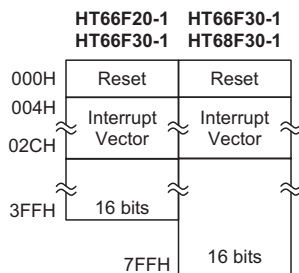 HT66F20-1 HT66F30-1
HT66F30-1 HT68F30-1
000H Reset Reset
004H
Interrupt Vector Interrupt Vector
02CH
3FFH 16 bits
7FFH 16 bits